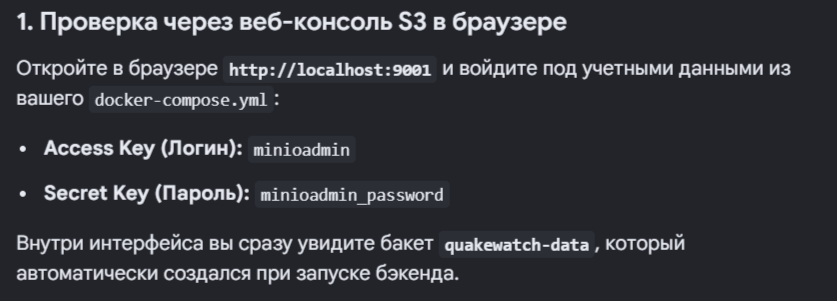 1. Проверка через веб-консоль S3 в браузере
Откройте в браузере http://localhost:9001 и войдите под учетными данными из
вашего docker-compose.yml:
• Access Key (Логин): minioadmin
• Secret Key (Пароль): minioadmin_password
Внутри интерфейса вы сразу увидите бакет quakewatch-data, который
автоматически создался при запуске бэкенда.